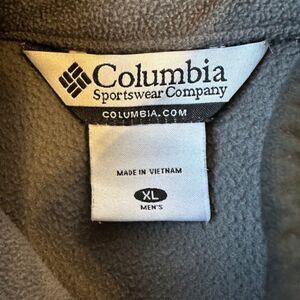 Columbia
Sportswear Company
COLUMBIA.COM
MADE IN VIETNAM
XL
MEN'S